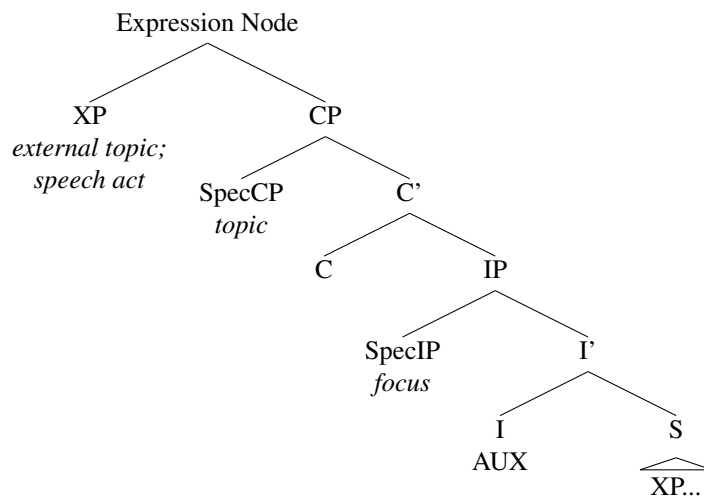 Expression Node
XP CP
external topic;
speech act
SpecCP C’
topic
C IP
SpecIP I’
focus
I S
AUX
XP...